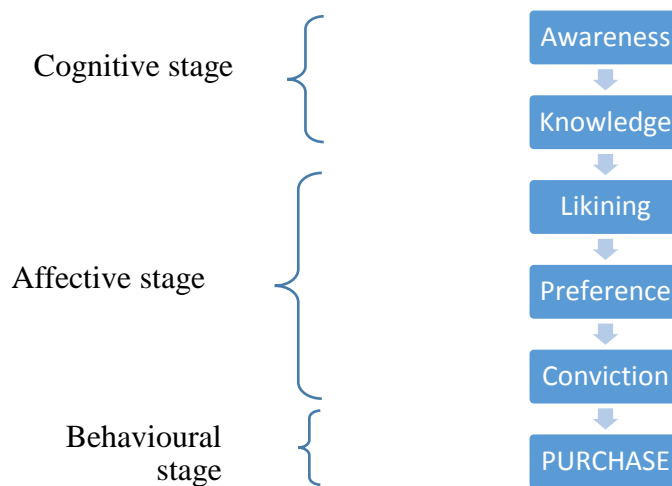 Cognitive stage
Awareness
Knowledge
Affective stage
Likining
Preference
Conviction
Behavioural
stage
PURCHASE